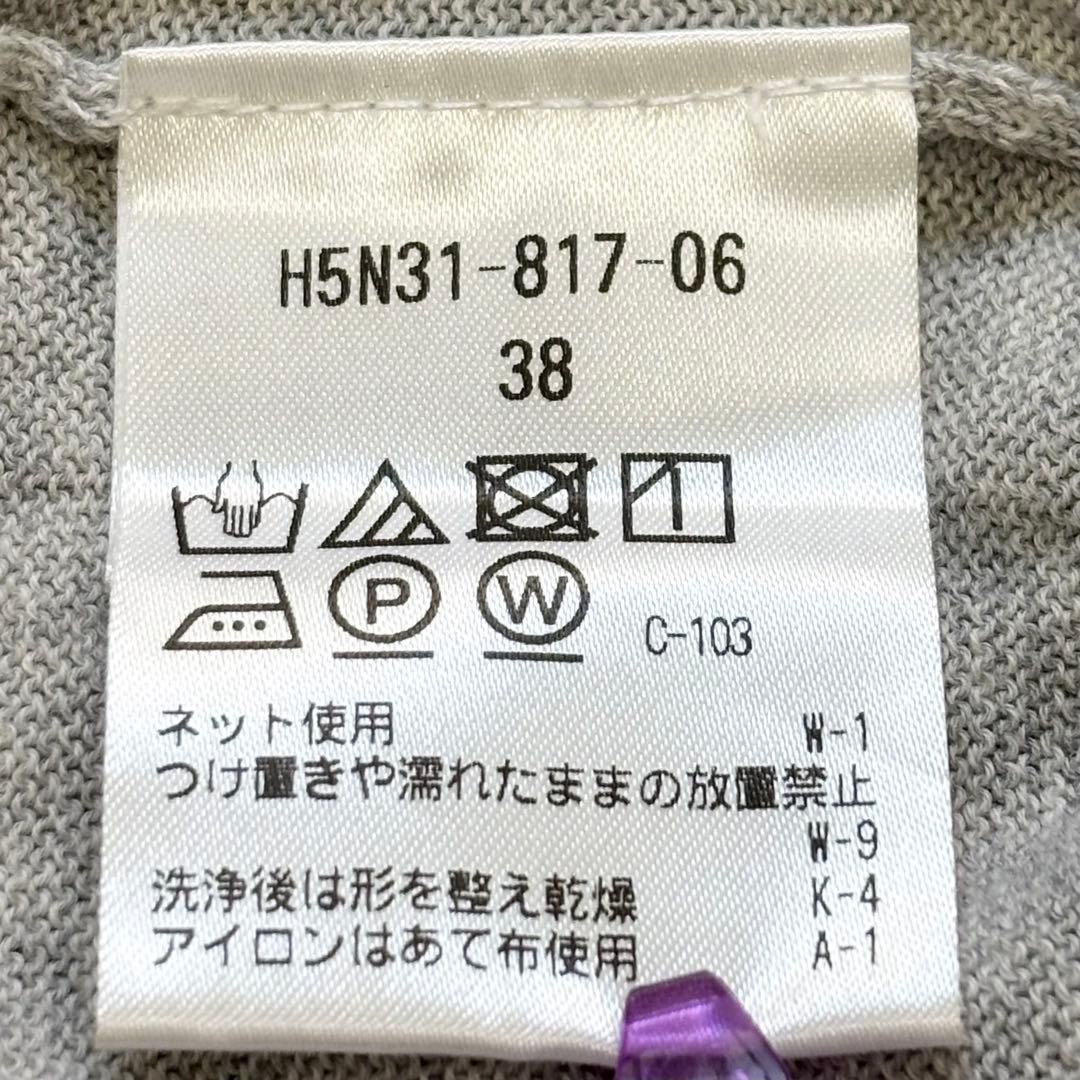 H5N31-817-06
38
P W C-103
ネット使用 W-1
つけ置きや濡れたままの放置禁止
W-9
洗浄後は形を整え乾燥 K-4
アイロンはあて布使用 A-1